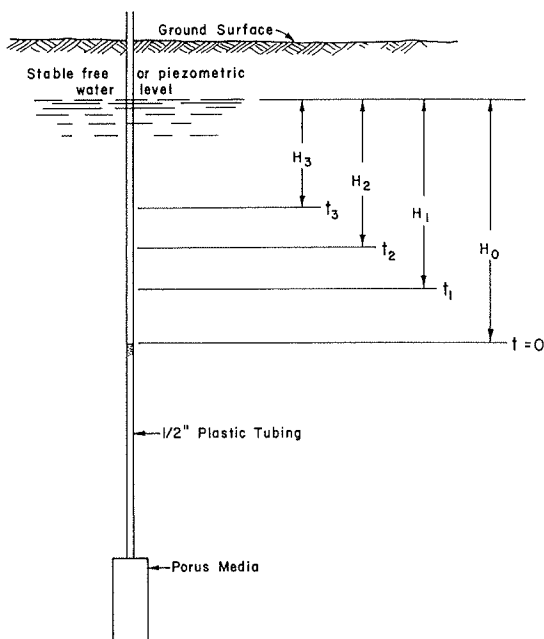 Ground Surface
Stable free or piezometric
water level
H3
H2
H1
H0
t3
t2
t1
t = 0
1/2" Plastic Tubing
Porus Media